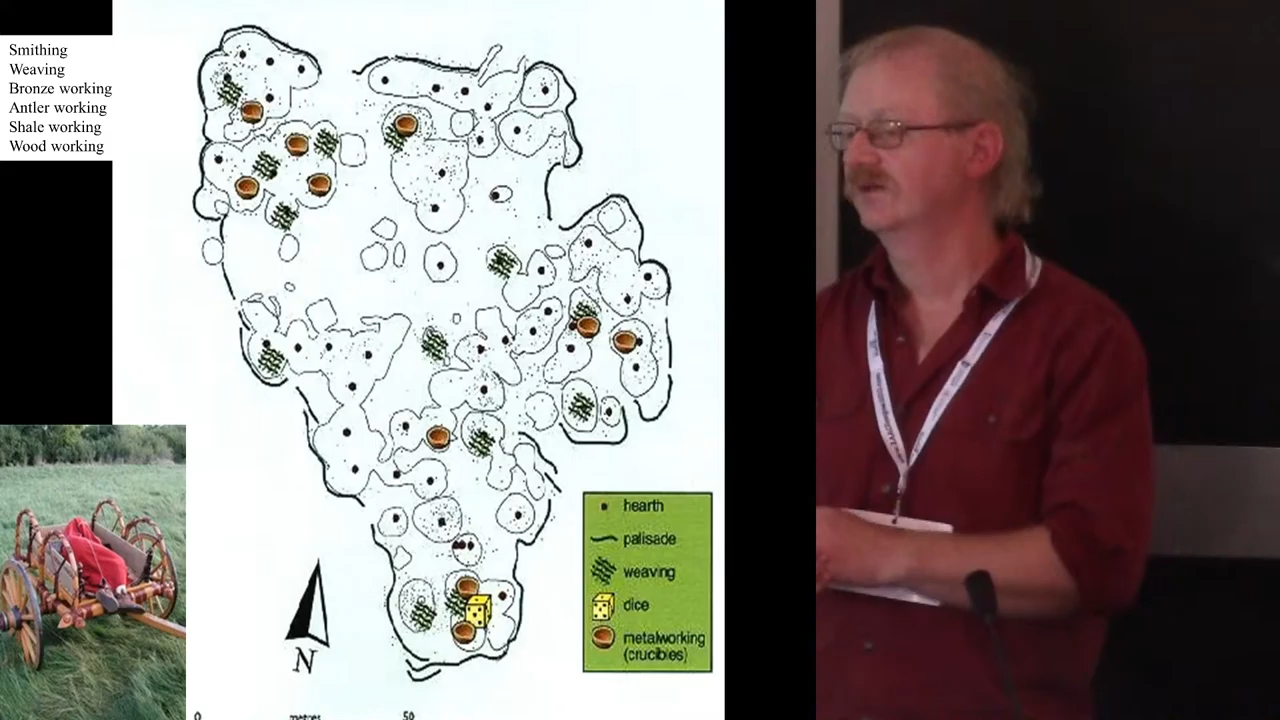 Smithing
Weaving
Bronze working
Antler working
Shale working
Wood working
hearth
palisade
weaving
dice
metalworking
(crucibles)
N
0 metres 50